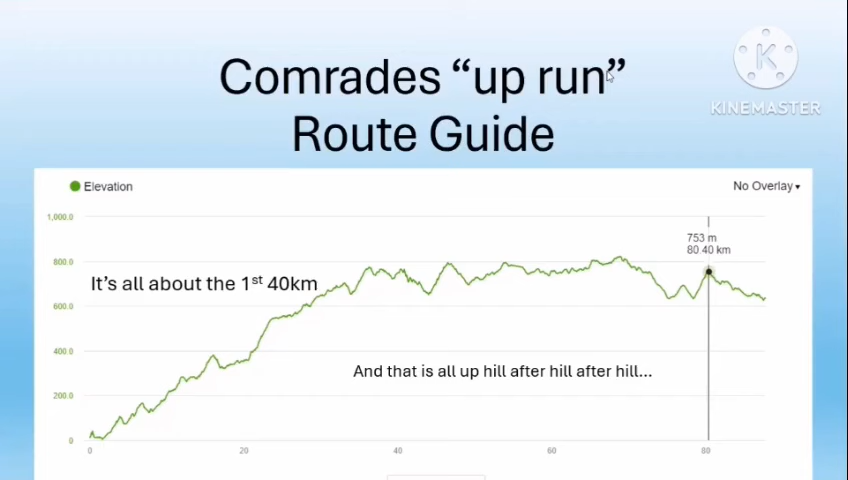 Comrades “up run”
Route Guide
K
KINEMASTER
Elevation
No Overlay
1,000.0
753 m
80.40 km
800.0
It’s all about the 1st 40km
600.0
400.0
And that is all up hill after hill after hill...
200.0
0
0 20 40 60 80